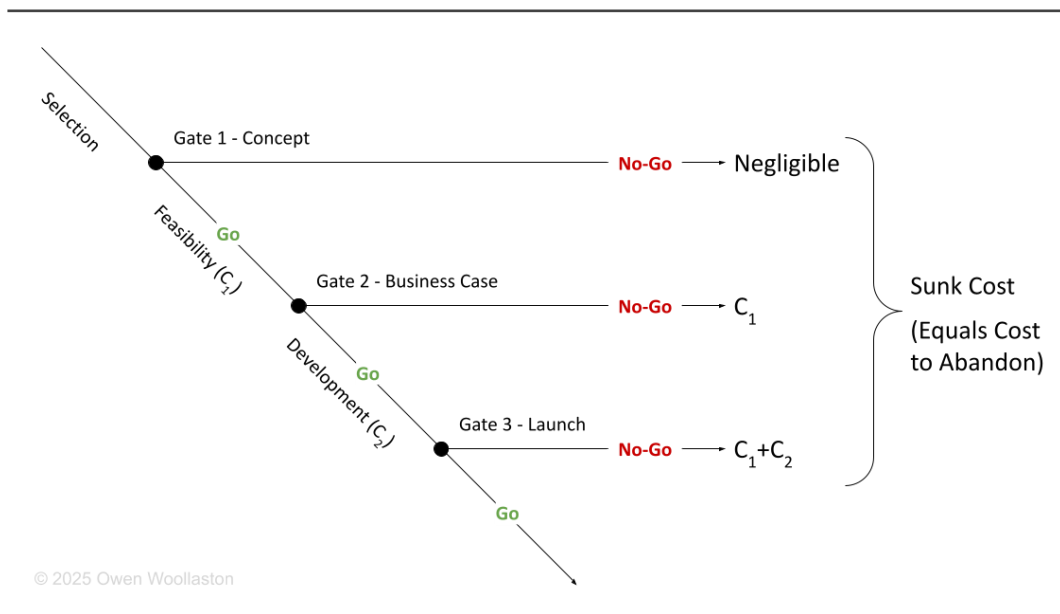 Selection
Gate 1 - Concept
No-Go
Negligible
Feasibility (C₁)
Go
Gate 2 - Business Case
No-Go
C₁
Sunk Cost
(Equals Cost
to Abandon)
Development (C₂)
Go
Gate 3 - Launch
No-Go
C₁+C₂
Go
© 2025 Owen Woollaston